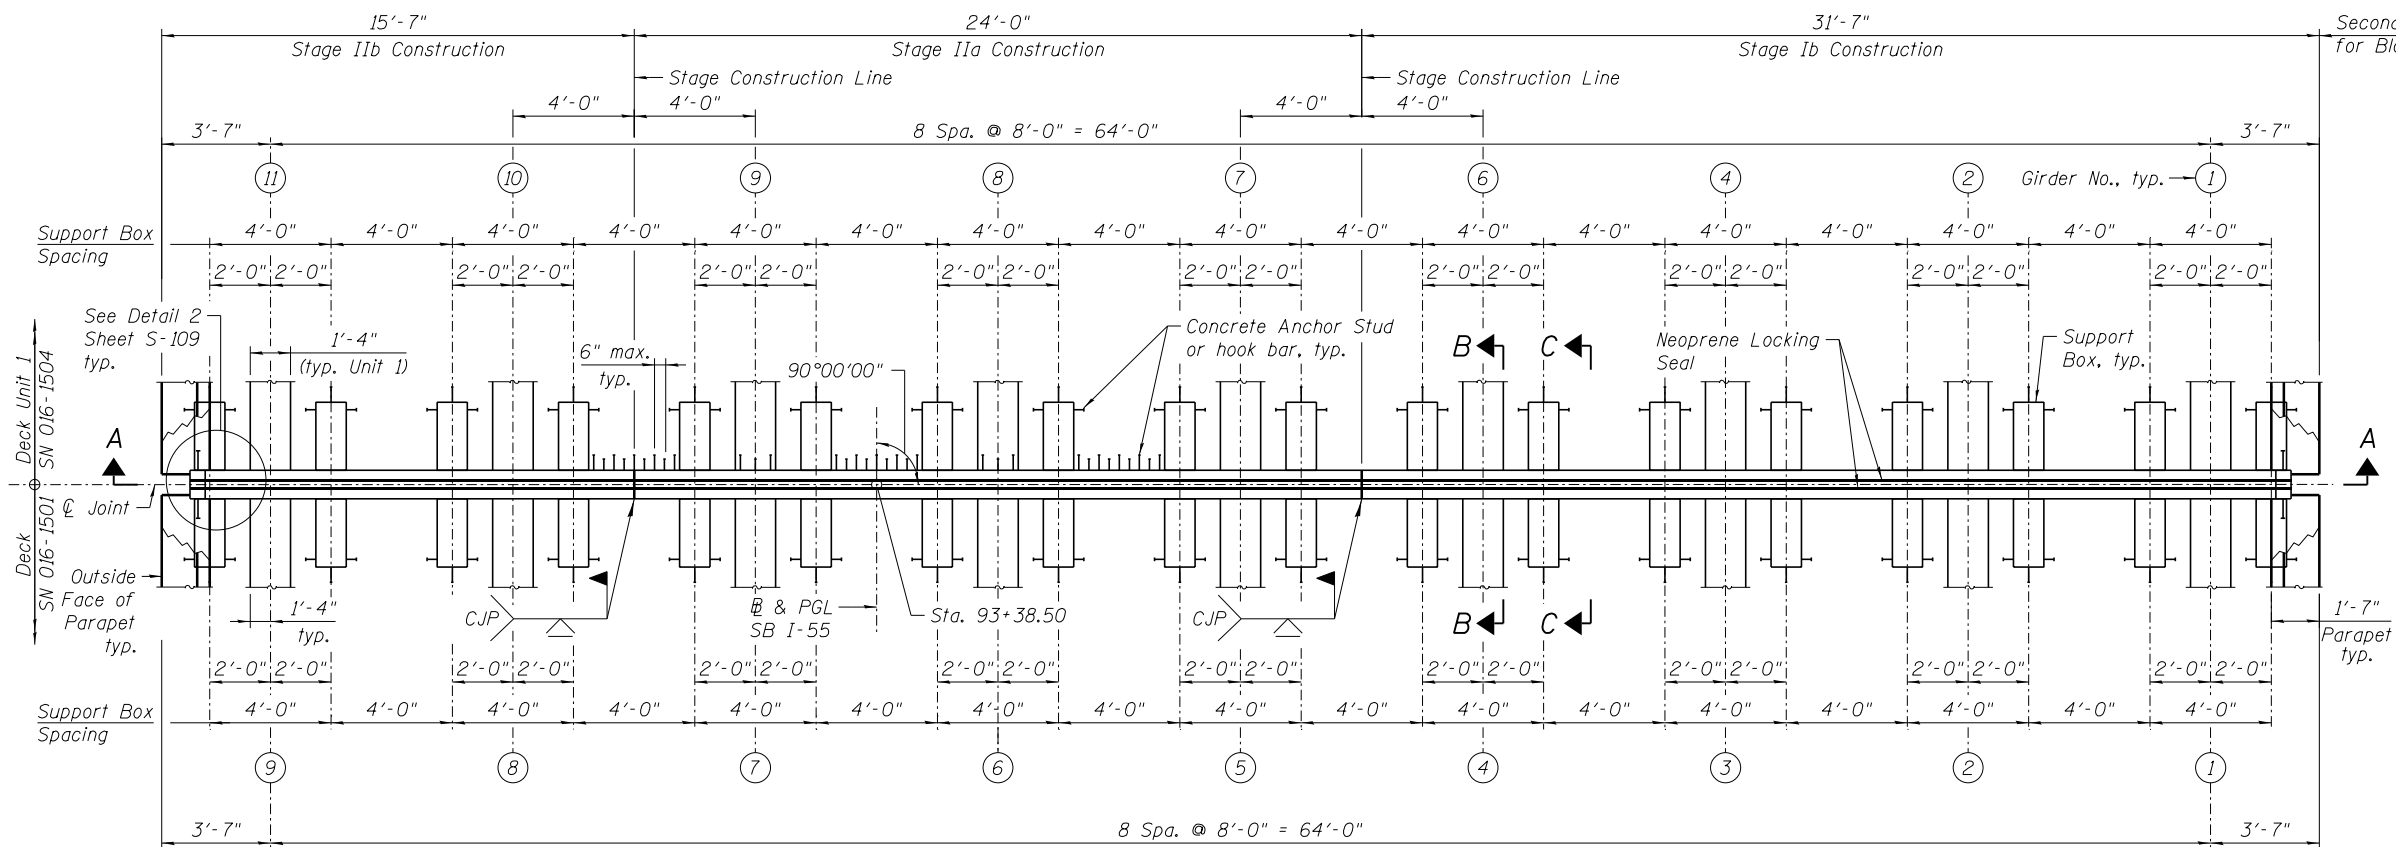 15'-7"
24'-0"
31'-7"
Stage IIb Construction
Stage IIa Construction
Stage Ib Construction
for
Stage Construction Line
Stage Construction Line
4'-0"
4'-0"
4'-0"
4'-0"
3'-7"
8 Spa. @ 8'-0" = 64'-0"
3'-7"
11
10
9
8
7
6
4
2
Girder No., typ.
1
Support Box
Spacing
4'-0" 4'-0" 4'-0" 4'-0" 4'-0" 4'-0" 4'-0" 4'-0" 4'-0" 4'-0" 4'-0" 4'-0" 4'-0" 4'-0" 4'-0" 4'-0" 4'-0"
2'-0" 2'-0" 2'-0" 2'-0" 2'-0" 2'-0" 2'-0" 2'-0" 2'-0" 2'-0" 2'-0" 2'-0" 2'-0" 2'-0" 2'-0" 2'-0" 2'-0" 2'-0"
See Detail 2
Sheet S-109
typ.
1'-4"
(typ. Unit 1)
6" max.
typ.
90°00'00"
Concrete Anchor Stud
or hook bar, typ.
B
C
Neoprene Locking
Seal
Support
Box, typ.
Deck Unit 1
SN 016-1504
Deck
SN 016-1501
A
A
℄ Joint
Outside
Face of
Parapet
typ.
1'-4"
typ.
CJP
B & PGL
SB I-55
Sta. 93+38.50
CJP
B
C
1'-7"
Parapet
typ.
2'-0" 2'-0" 2'-0" 2'-0" 2'-0" 2'-0" 2'-0" 2'-0" 2'-0" 2'-0" 2'-0" 2'-0" 2'-0" 2'-0" 2'-0" 2'-0" 2'-0" 2'-0"
Support Box
Spacing
4'-0" 4'-0" 4'-0" 4'-0" 4'-0" 4'-0" 4'-0" 4'-0" 4'-0" 4'-0" 4'-0" 4'-0" 4'-0" 4'-0" 4'-0" 4'-0" 4'-0"
9
8
7
6
5
4
3
2
1
3'-7"
8 Spa. @ 8'-0" = 64'-0"
3'-7"